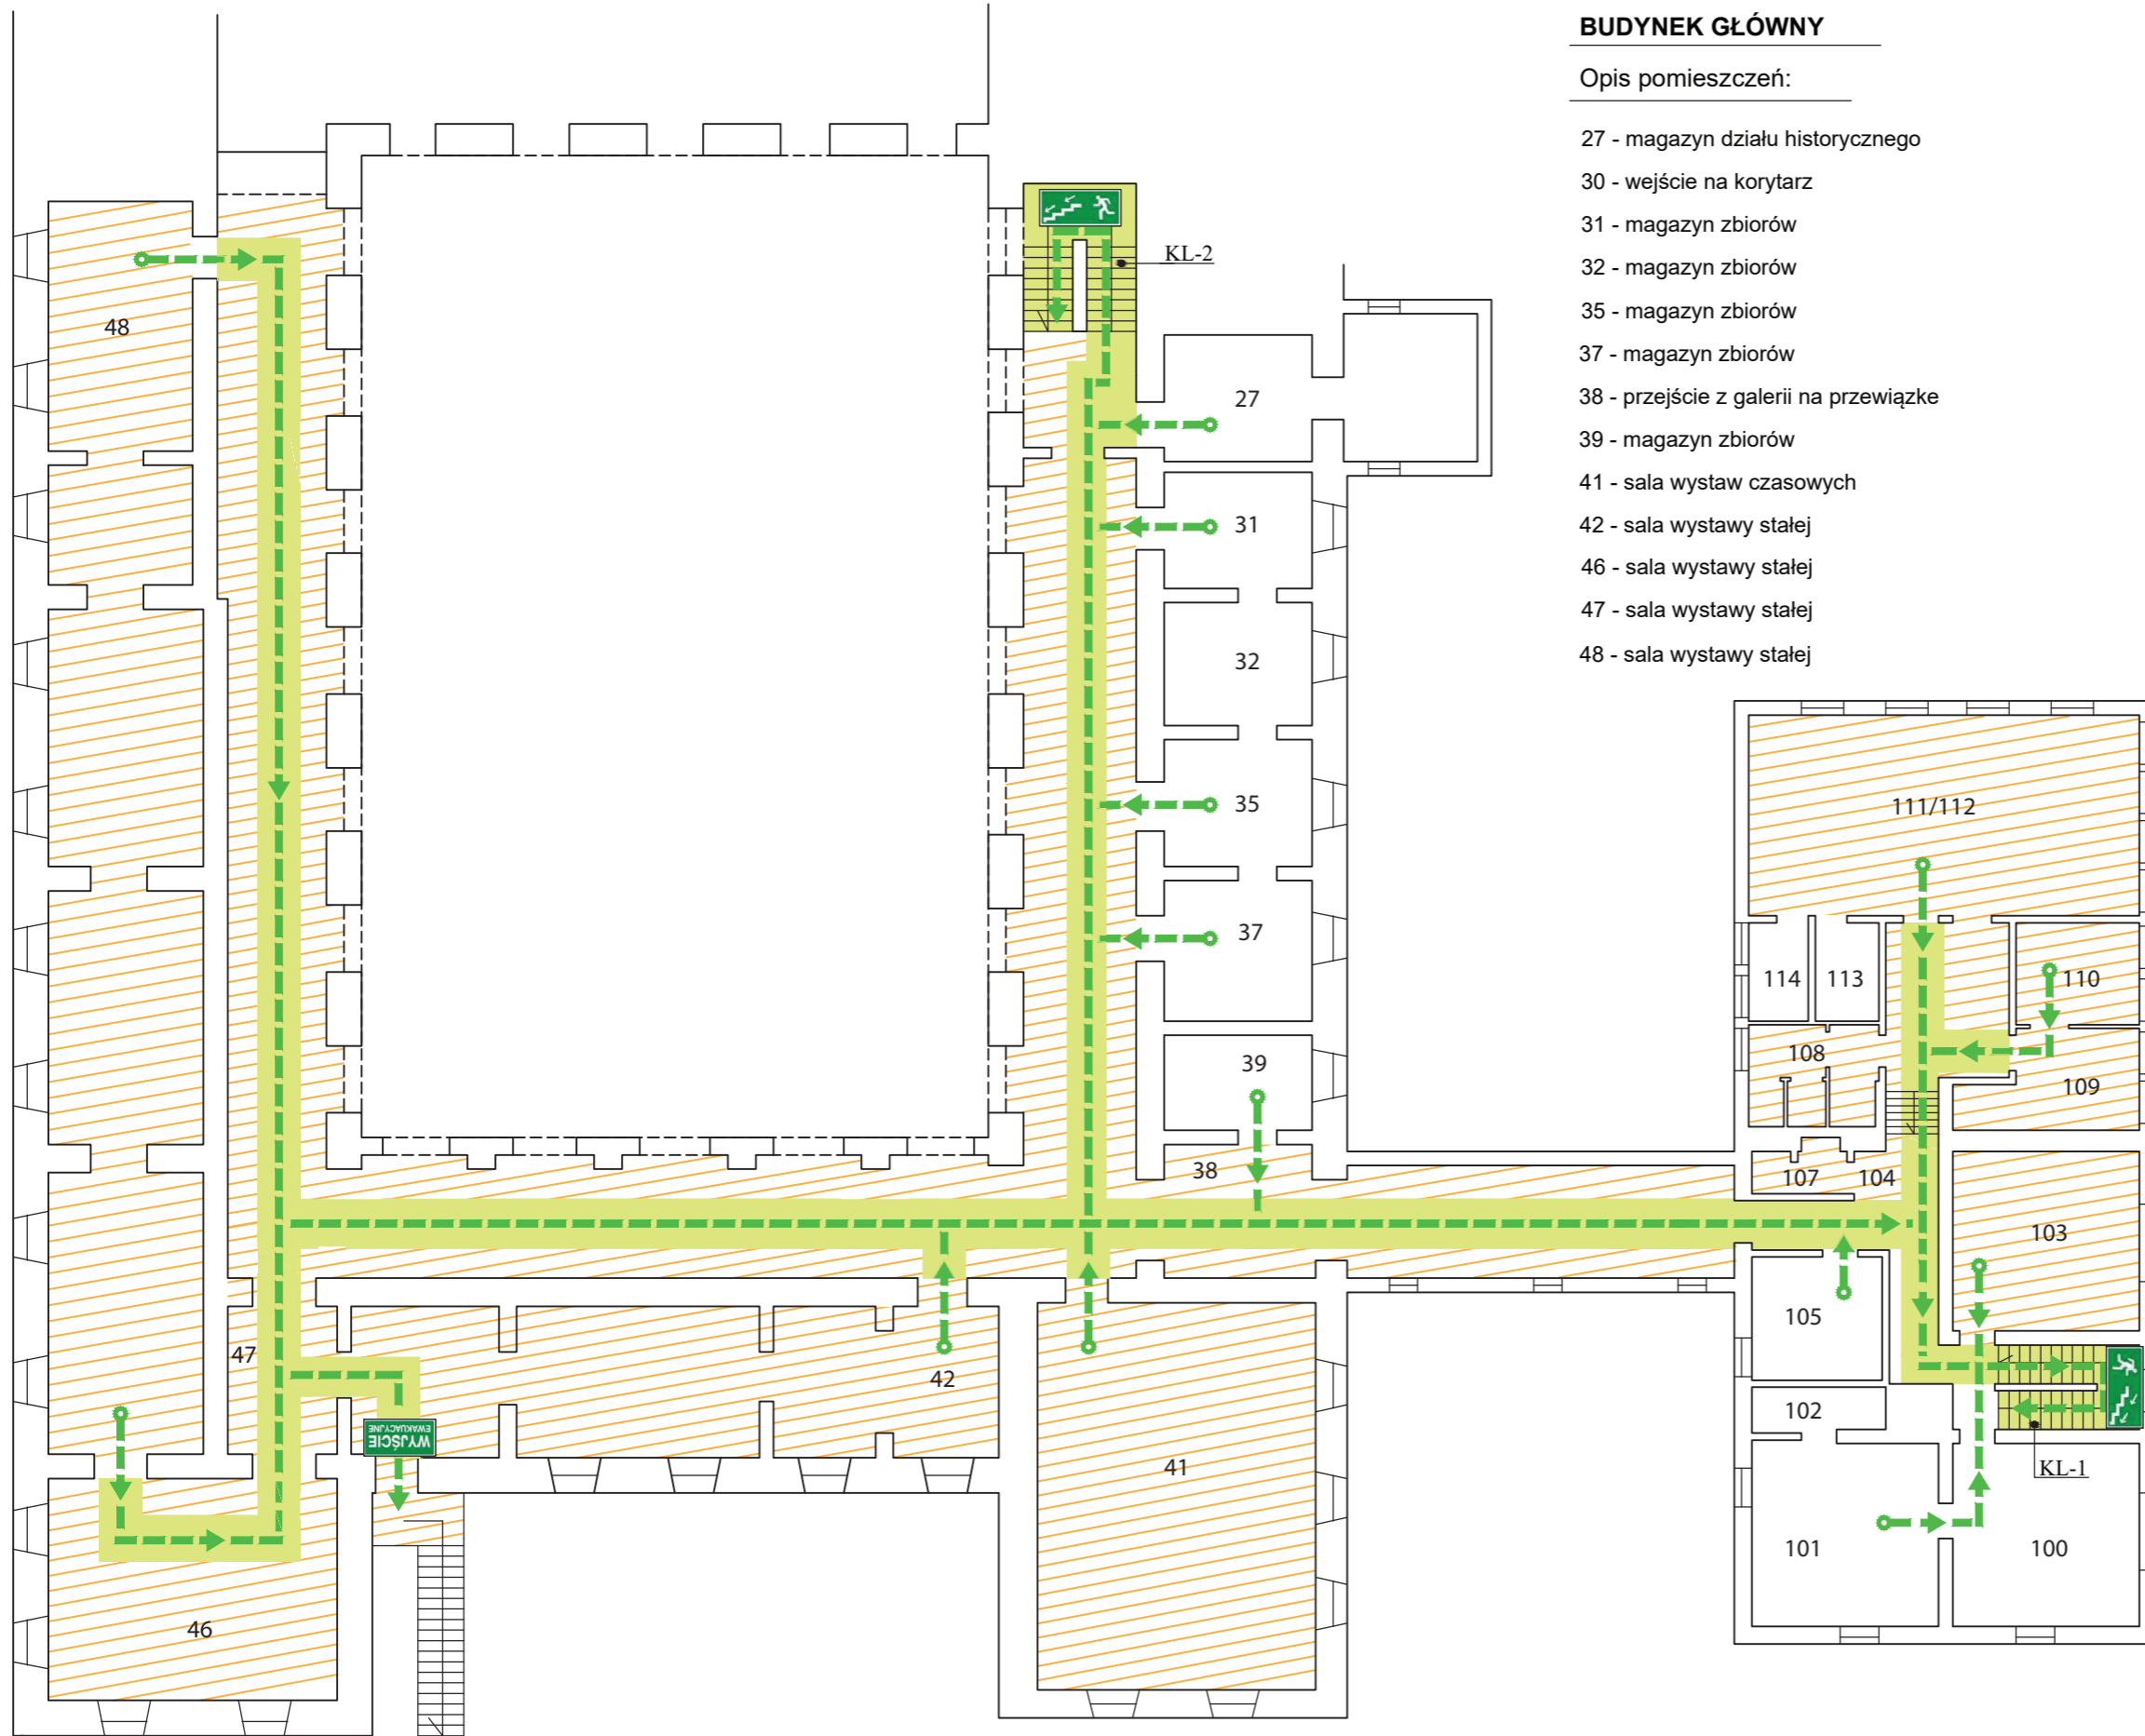 BUDYNEK GŁÓWNY
Opis pomieszczeń:
27 - magazyn działu historycznego
30 - wejście na korytarz
31 - magazyn zbiorów
32 - magazyn zbiorów
35 - magazyn zbiorów
37 - magazyn zbiorów
38 - przejście z galerii na przewiązke
39 - magazyn zbiorów
41 - sala wystaw czasowych
42 - sala wystawy stałej
46 - sala wystawy stałej
47 - sala wystawy stałej
48 - sala wystawy stałej
KL-2
48
27
31
32
35
37
39
38
111/112
114
113
110
108
109
107
104
103
105
102
101
100
KL-1
47
42
WYJŚCIE
EWAKUACYJNE
41
46